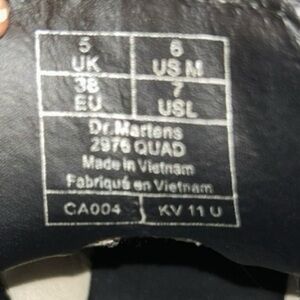 5 6
UK US M
38 7
EU USL
Dr.Martens
2976 QUAD
Made in Vietnam
Fabriqué en Vietnam
CA004 KV 11 U